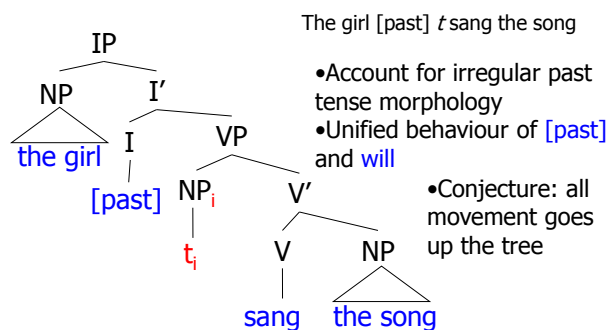 The girl [past] t sang the song
IP
NP I'
the girl I VP
[past] NPi V'
ti V NP
sang the song
•Account for irregular past
tense morphology
•Unified behaviour of [past]
and will
•Conjecture: all
movement goes
up the tree